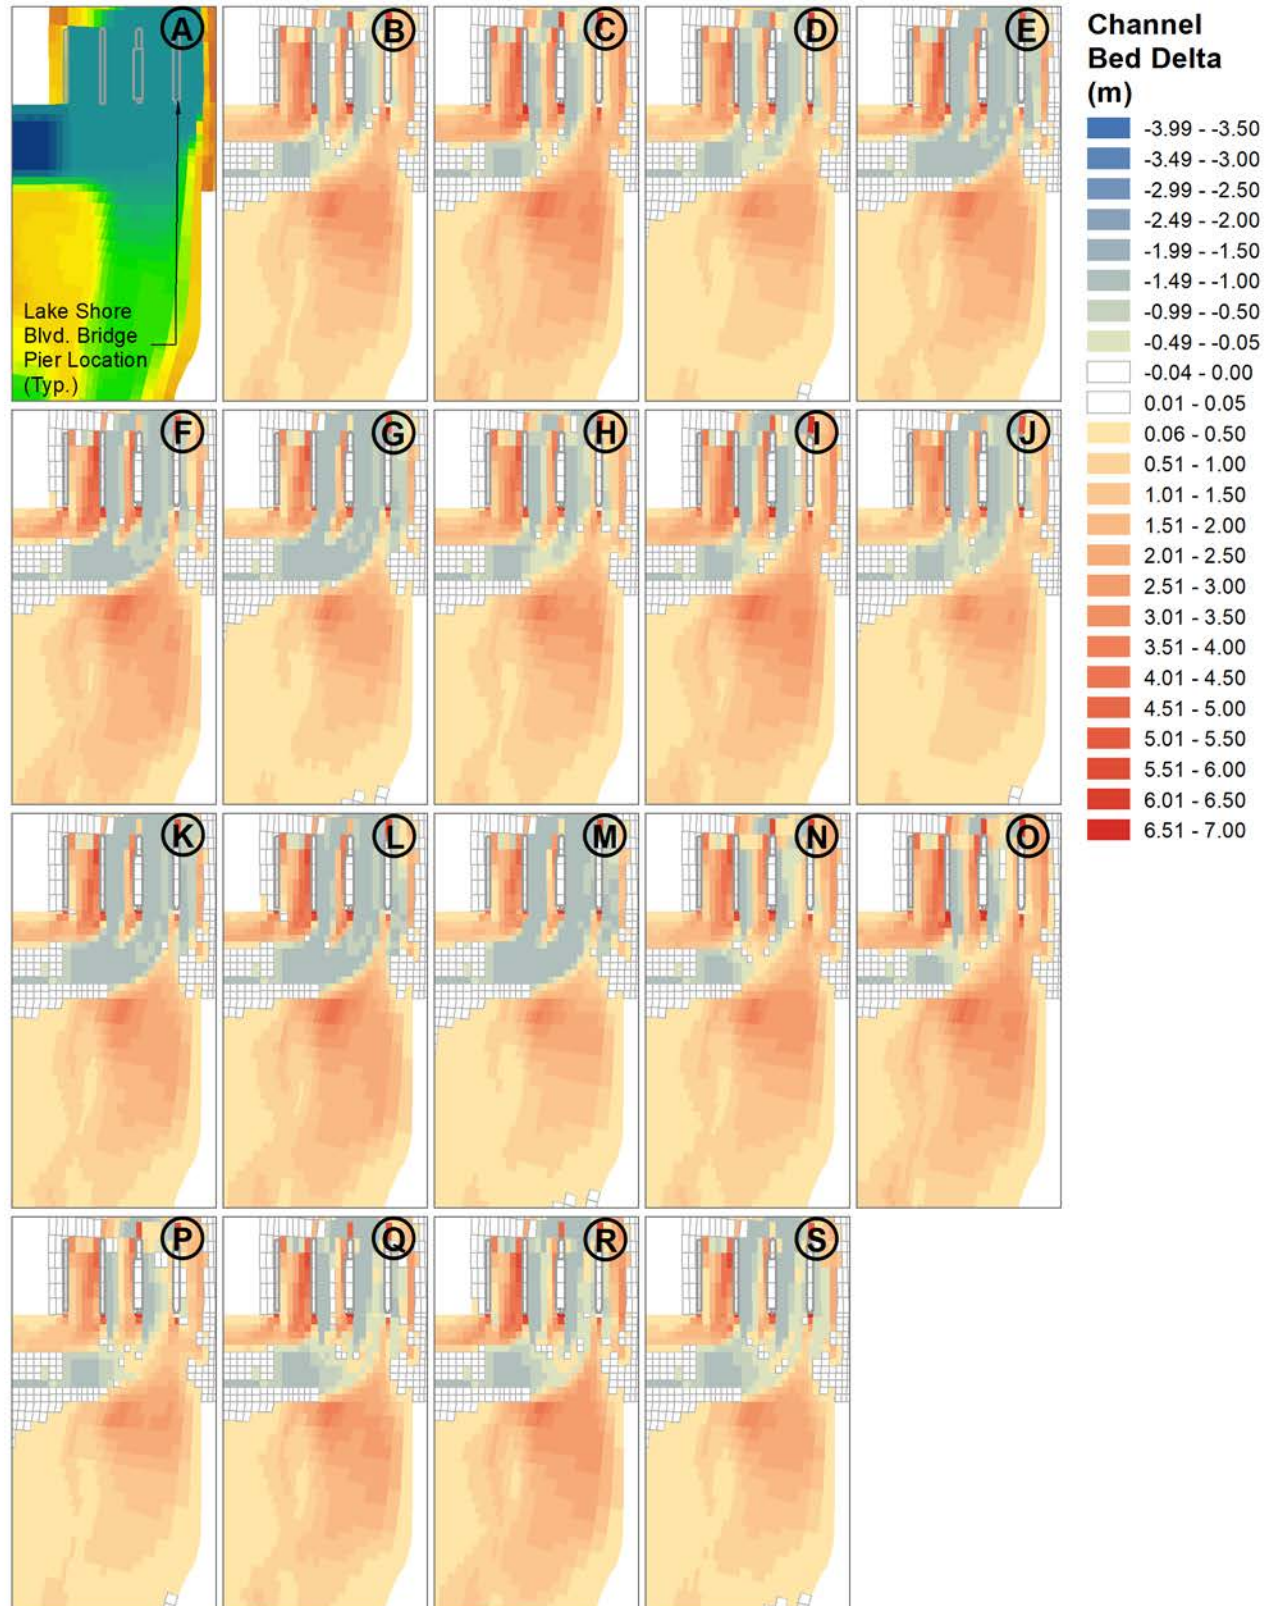 A
B
C
D
E
Lake Shore
Blvd. Bridge
Pier Location
(Typ.)
F
G
H
I
J
K
L
M
N
O
P
Q
R
S
Channel
Bed Delta
(m)
-3.99 - -3.50
-3.49 - -3.00
-2.99 - -2.50
-2.49 - -2.00
-1.99 - -1.50
-1.49 - -1.00
-0.99 - -0.50
-0.49 - -0.05
-0.04 - 0.00
0.01 - 0.05
0.06 - 0.50
0.51 - 1.00
1.01 - 1.50
1.51 - 2.00
2.01 - 2.50
2.51 - 3.00
3.01 - 3.50
3.51 - 4.00
4.01 - 4.50
4.51 - 5.00
5.01 - 5.50
5.51 - 6.00
6.01 - 6.50
6.51 - 7.00